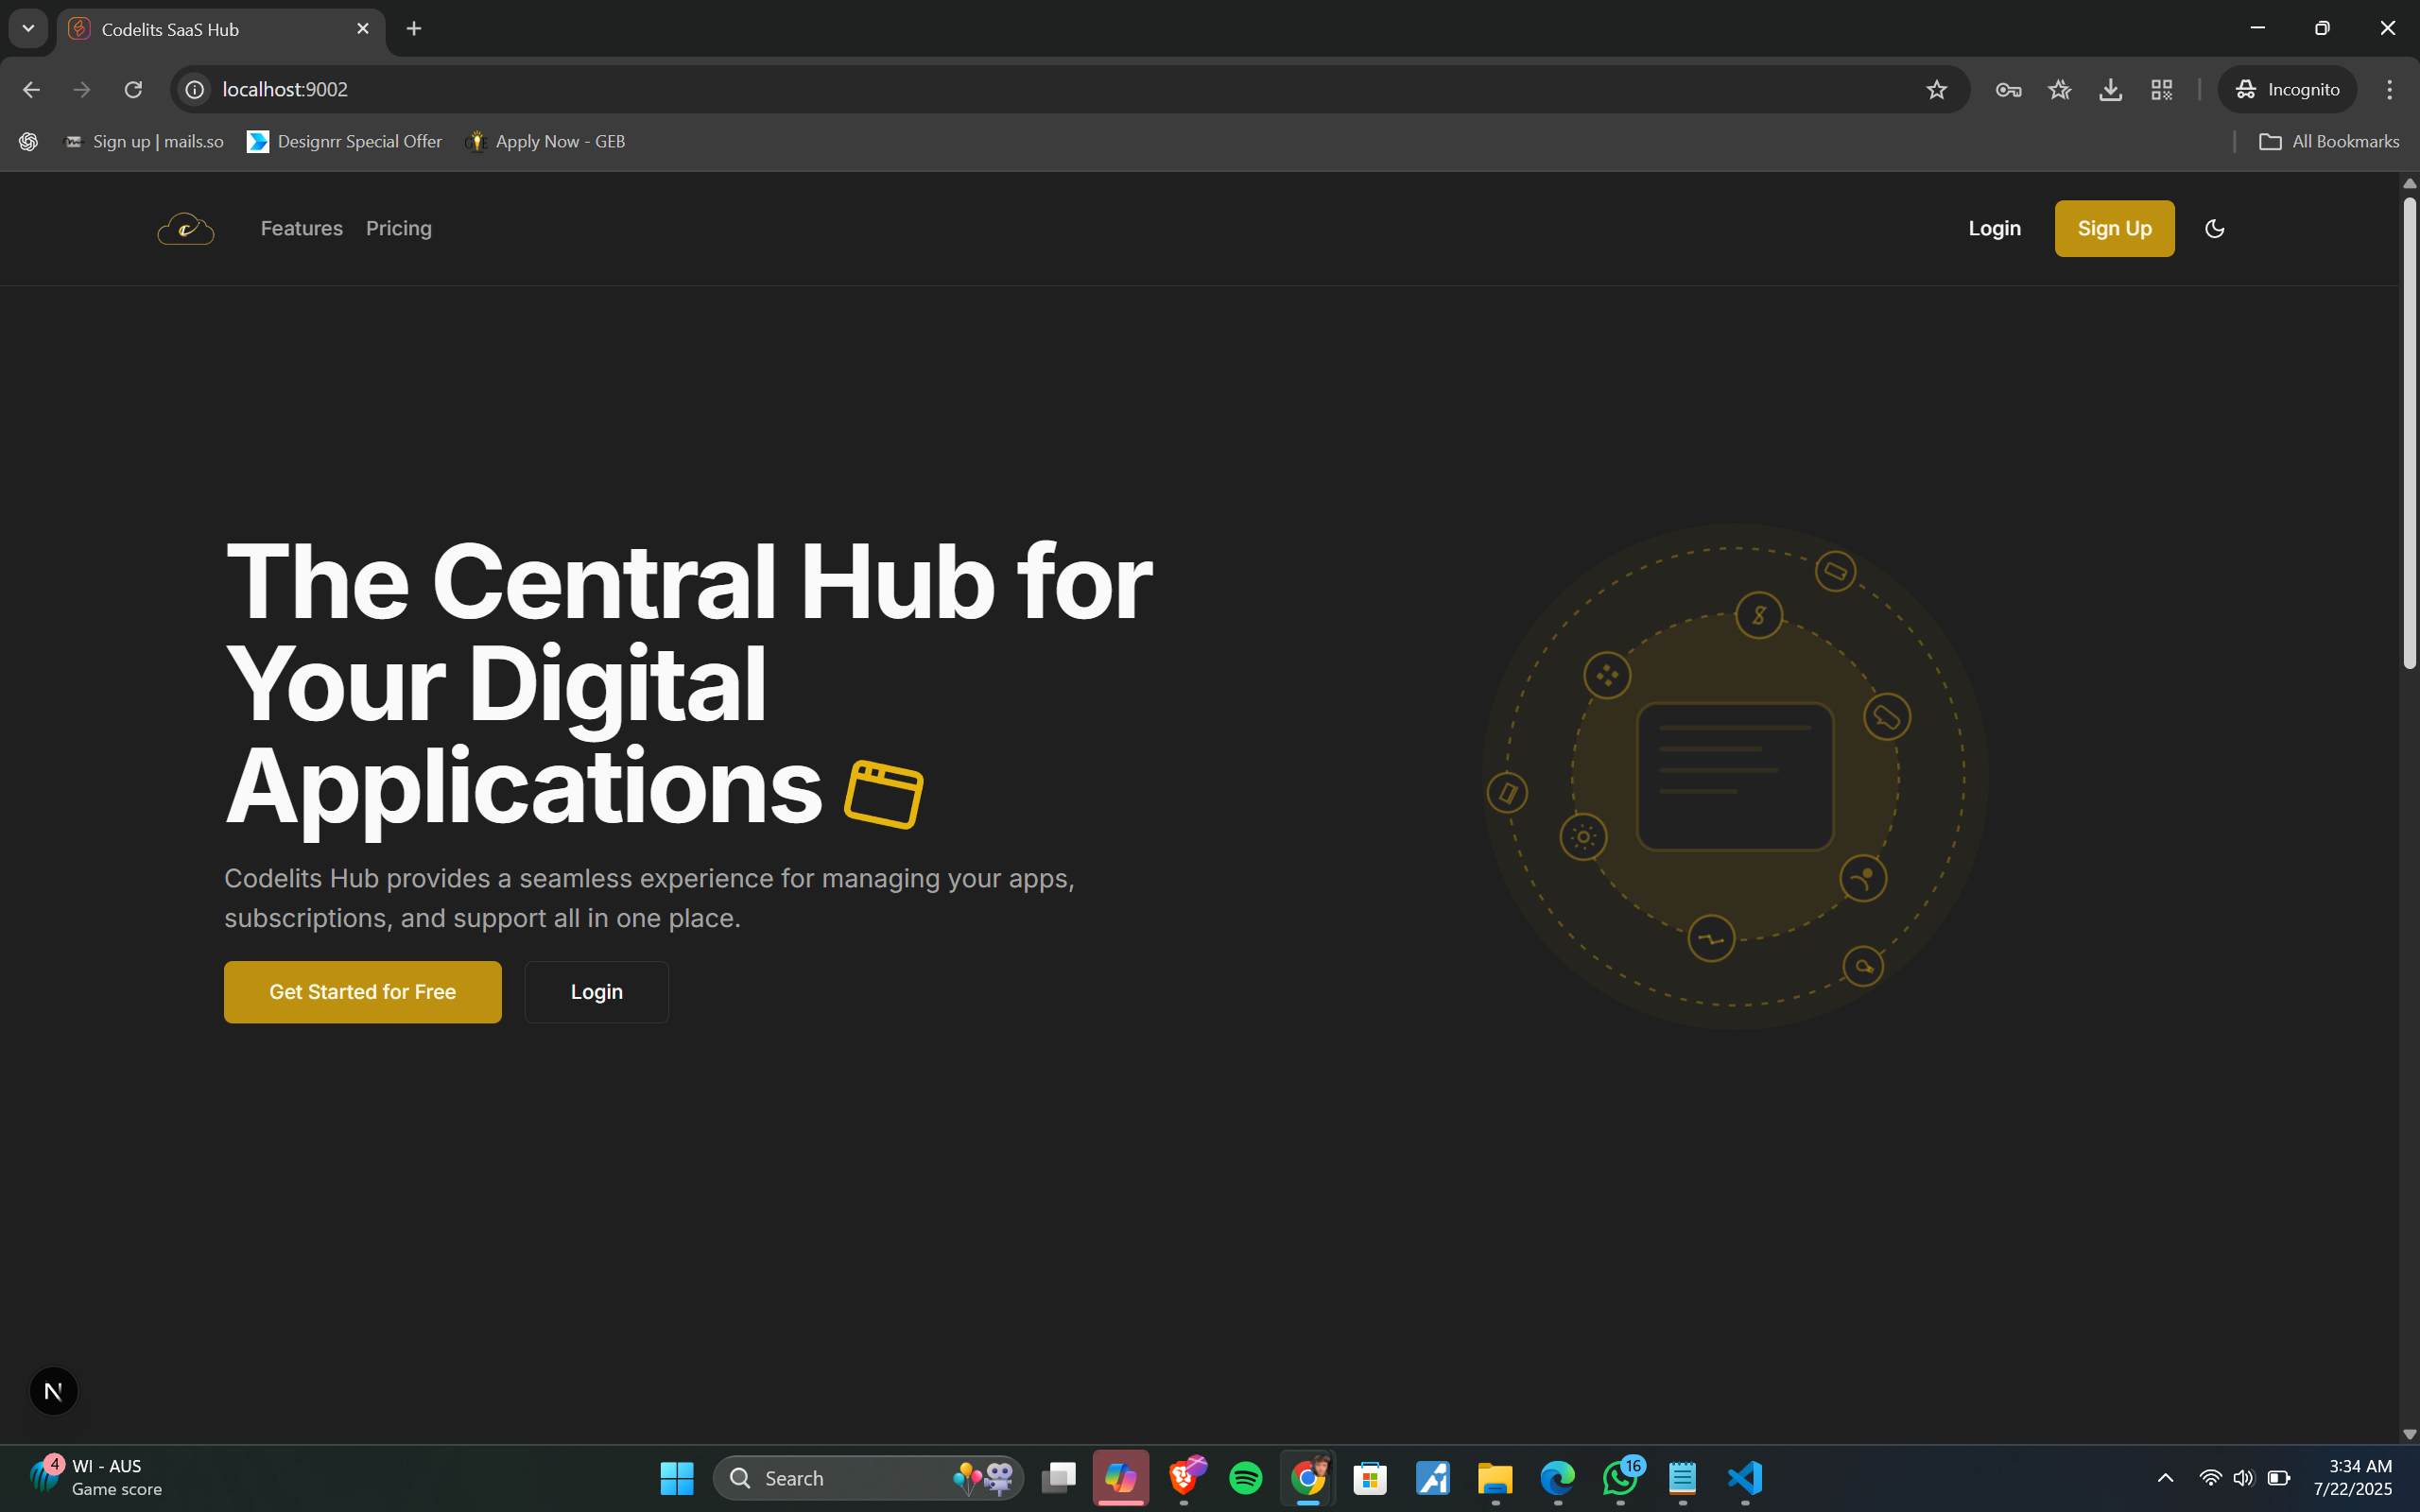 Codelits SaaS Hub
localhost:9002
Incognito
Sign up | mails.so
Designrr Special Offer
Apply Now - GEB
All Bookmarks
Features
Pricing
Login
Sign Up
The Central Hub for
Your Digital
Applications
Codelits Hub provides a seamless experience for managing your apps,
subscriptions, and support all in one place.
Get Started for Free
Login
N
4
WI - AUS
Game score
Search
16
3:34 AM
7/22/2025